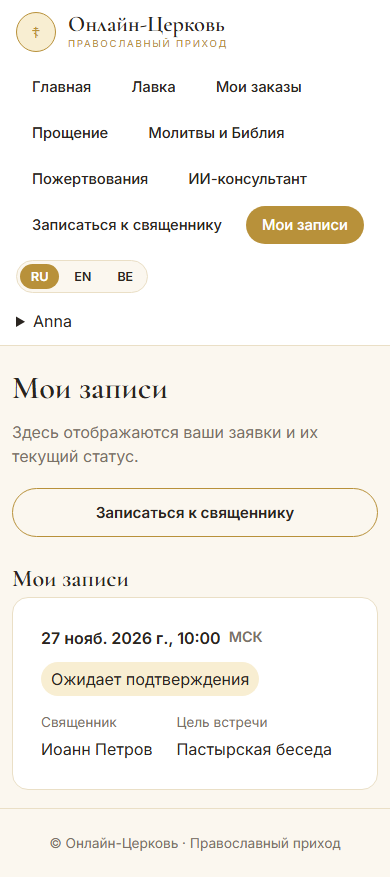 Онлайн-Церковь
ПРАВОСЛАВНЫЙ ПРИХОД
Главная Лавка Мои заказы
Прощение Молитвы и Библия
Пожертвования ИИ-консультант
Записаться к священнику Мои записи
RU EN BE
Anna
Мои записи
Здесь отображаются ваши заявки и их
текущий статус.
Записаться к священнику
Мои записи
27 нояб. 2026 г., 10:00 МСК
Ожидает подтверждения
Священник Цель встречи
Иоанн Петров Пастырская беседа
© Онлайн-Церковь · Православный приход